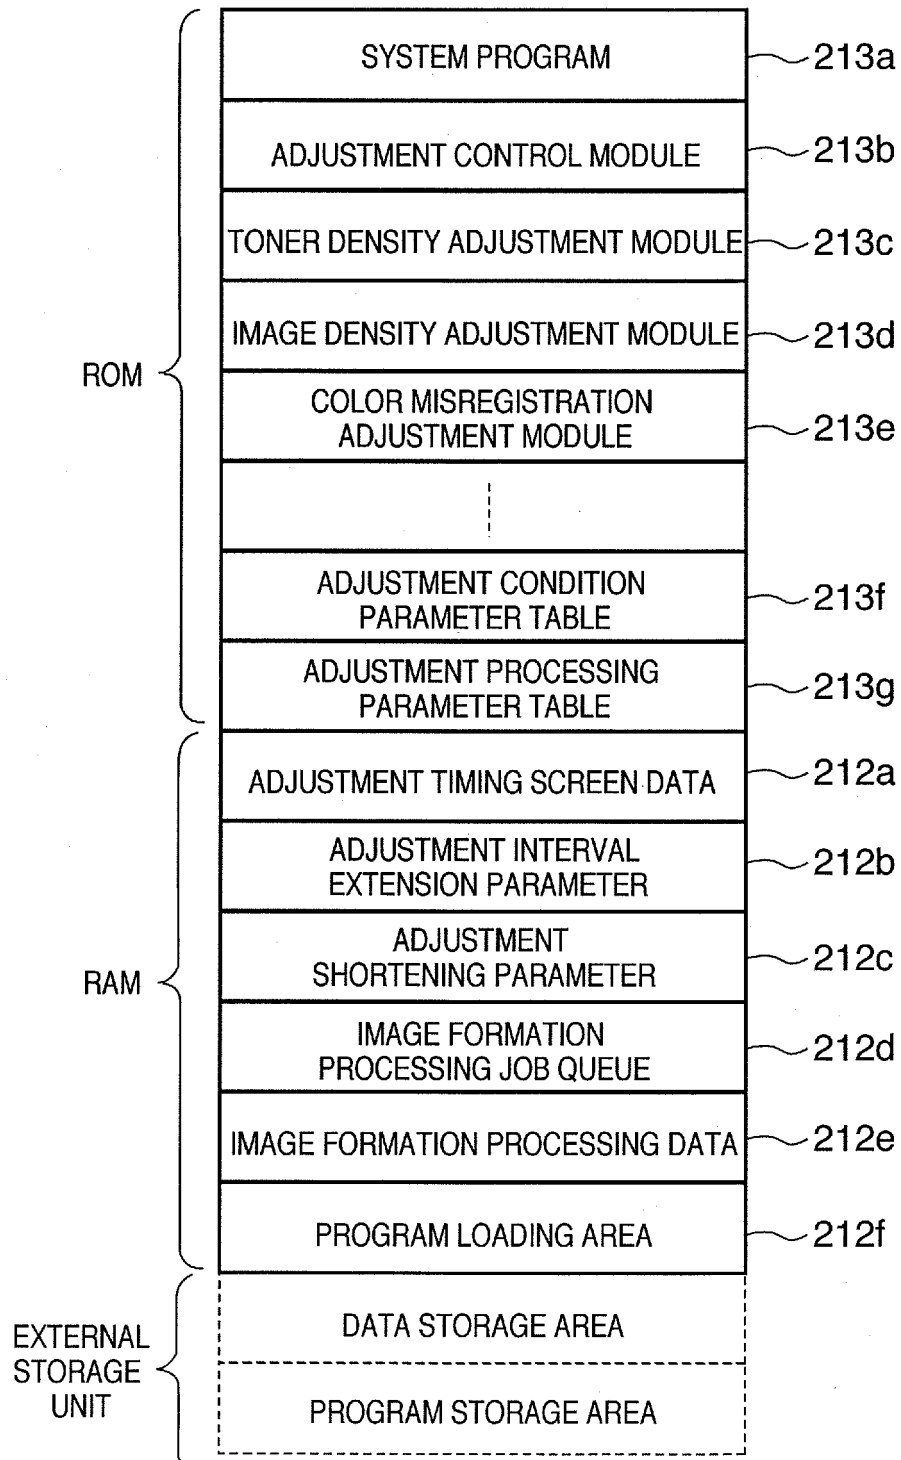 SYSTEM PROGRAM
213a
ADJUSTMENT CONTROL MODULE
213b
TONER DENSITY ADJUSTMENT MODULE
213c
IMAGE DENSITY ADJUSTMENT MODULE
213d
ROM
COLOR MISREGISTRATION
ADJUSTMENT MODULE
213e
ADJUSTMENT CONDITION
PARAMETER TABLE
213f
ADJUSTMENT PROCESSING
PARAMETER TABLE
213g
ADJUSTMENT TIMING SCREEN DATA
212a
ADJUSTMENT INTERVAL
EXTENSION PARAMETER
212b
ADJUSTMENT
SHORTENING PARAMETER
212c
RAM
IMAGE FORMATION
PROCESSING JOB QUEUE
212d
IMAGE FORMATION PROCESSING DATA
212e
PROGRAM LOADING AREA
212f
EXTERNAL
STORAGE
UNIT
DATA STORAGE AREA
PROGRAM STORAGE AREA